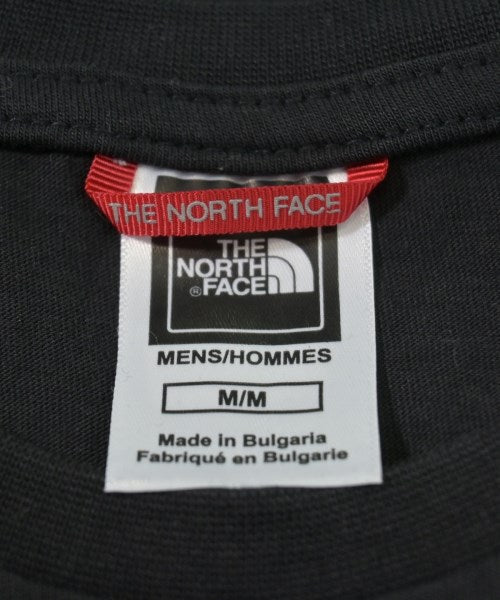 THE NORTH FACE
THE
NORTH
FACE
®
MENS/HOMMES
M/M
Made in Bulgaria
Fabriqué en Bulgarie